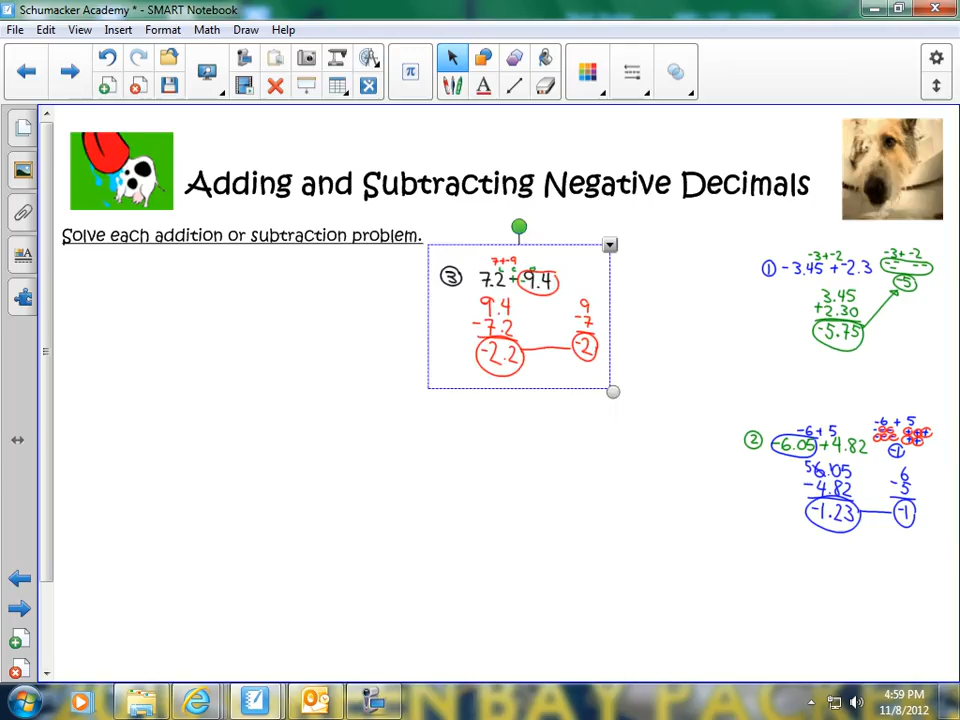 Schumacker Academy * - SMART Notebook
File Edit View Insert Format Math Draw Help
π
A
Adding and Subtracting Negative Decimals
Solve each addition or subtraction problem.
7+-9
③ 7.2 + -9.4
9.4
-7.2
-2.2
9
-7
-2
-3+-2
① -3.45 + -2.3
3.45
+2.30
-5.75
-3+-2
-- --
-5
-6+5
② -6.05+4.82
6.05
-4.82
-1.23
-6 + 5
-1
6
-5
-1
4:59 PM
11/8/2012